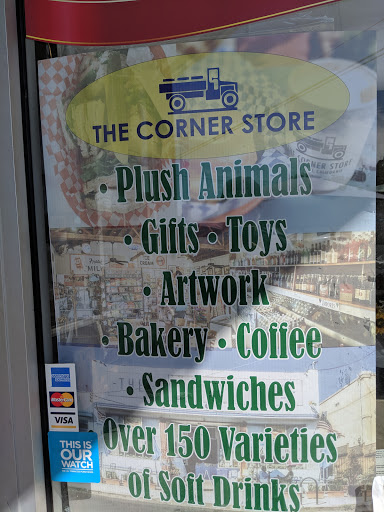 THE CORNER STORE
• Plush Animals
• Gifts • Toys
• Artwork
• Bakery • Coffee
• Sandwiches
Over 150 Varieties
of Soft Drinks
MasterCard
VISA
THIS IS
OUR
WATCH